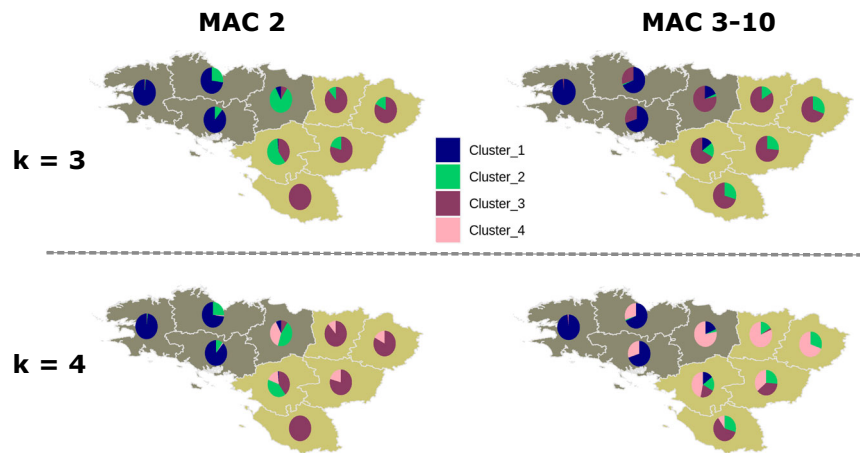 MAC 2
MAC 3-10
k = 3
Cluster_1
Cluster_2
Cluster_3
Cluster_4
k = 4